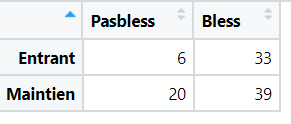 Pasbless Bless
Entrant 6 33
Maintien 20 39